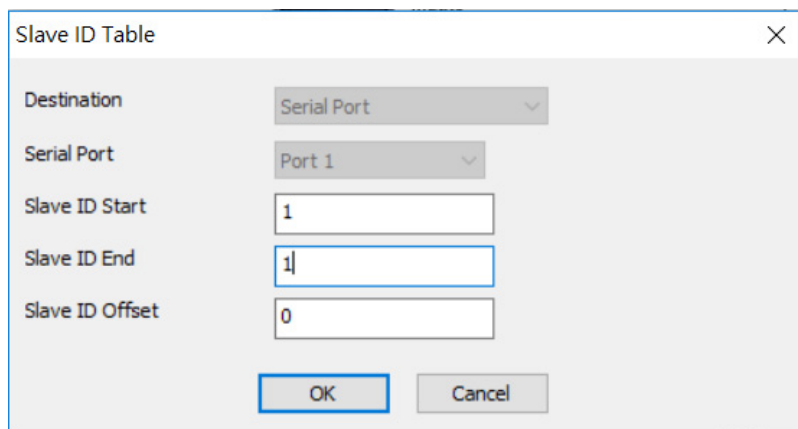 Slave ID Table
Destination Serial Port
Serial Port Port 1
Slave ID Start 1
Slave ID End 1
Slave ID Offset 0
OK Cancel